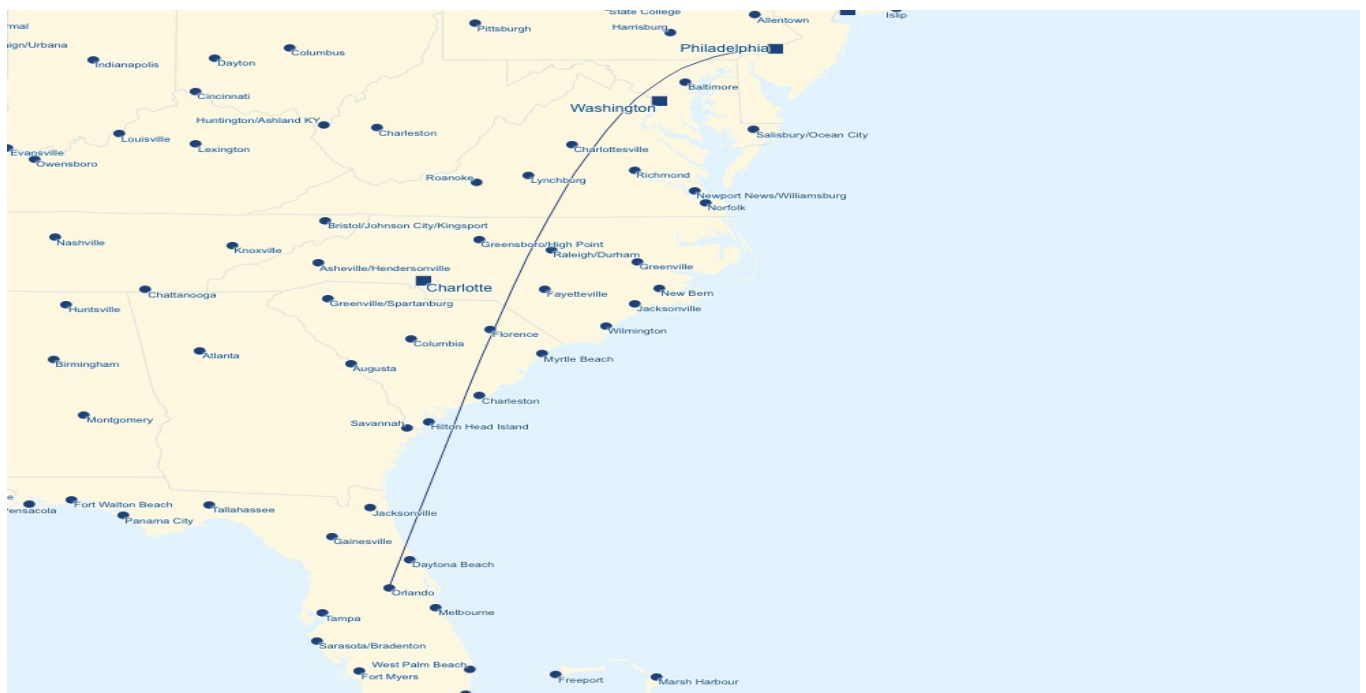 State College
Allentown
Islip
rmal
Pittsburgh
Harrisburg
ign/Urbana
Columbus
Philadelphia
Indianapolis
Dayton
Baltimore
Cincinnati
Washington
Huntington/Ashland KY
Charleston
Salisbury/Ocean City
Louisville
Lexington
Charlottesville
Evansville
Owensboro
Roanoke
Lynchburg
Richmond
Newport News/Williamsburg
Norfolk
Bristol/Johnson City/Kingsport
Nashville
Knoxville
Greensboro/High Point
Raleigh/Durham
Asheville/Hendersonville
Greenville
Charlotte
Chattanooga
Greenville/Spartanburg
Fayetteville
New Bern
Huntsville
Jacksonville
Wilmington
Florence
Columbia
Atlanta
Myrtle Beach
Birmingham
Augusta
Charleston
Montgomery
Savannah
Hilton Head Island
e
Pensacola
Fort Walton Beach
Tallahassee
Panama City
Jacksonville
Gainesville
Daytona Beach
Orlando
Tampa
Melbourne
Sarasota/Bradenton
West Palm Beach
Fort Myers
Freeport
Marsh Harbour